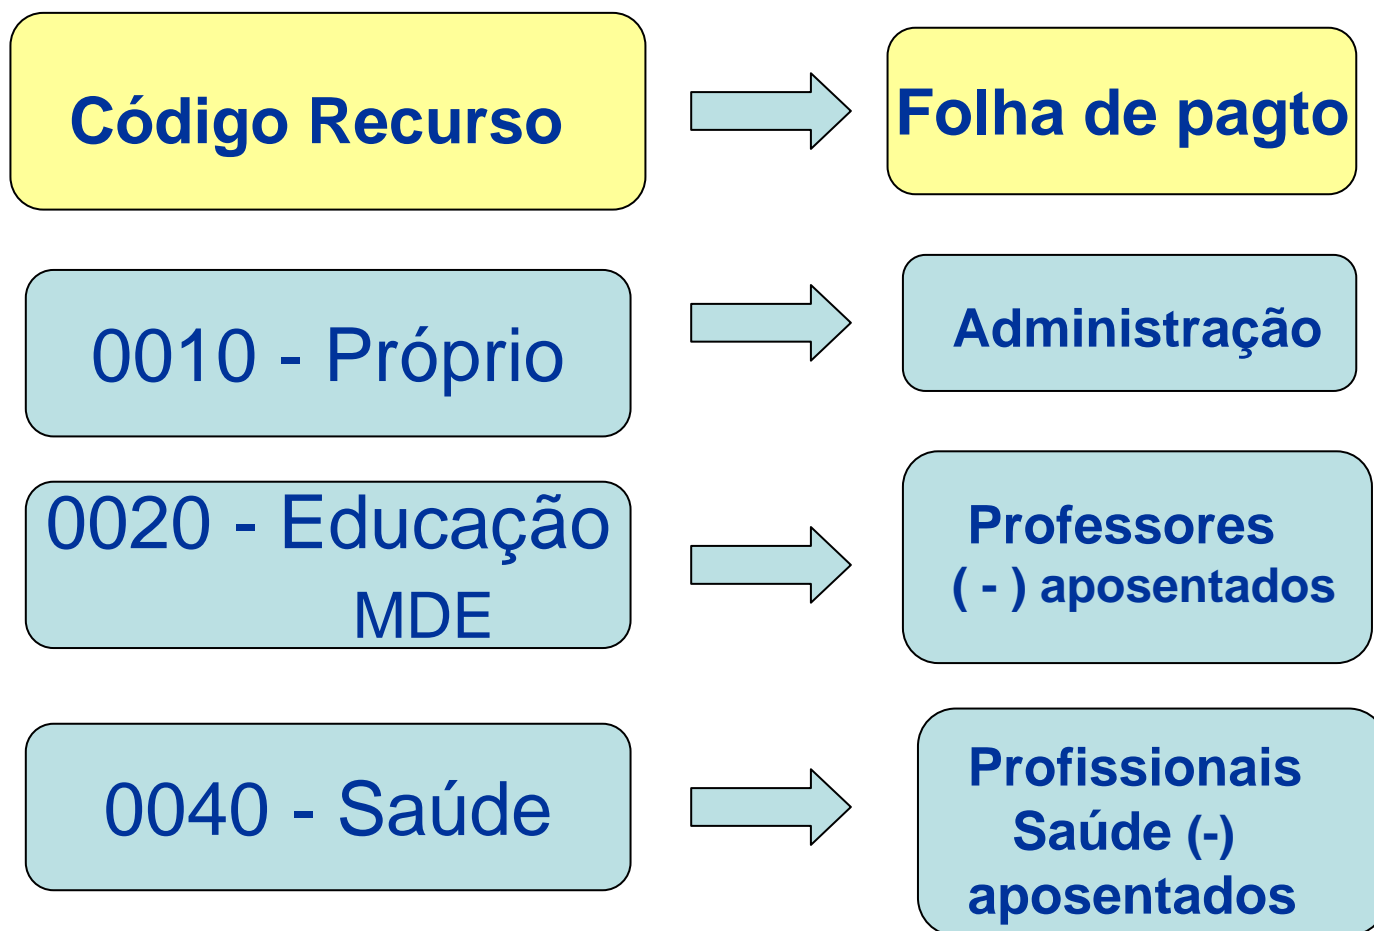 Código Recurso
Folha de pagto
0010 - Próprio
Administração
0020 - Educação
MDE
Professores
( - ) aposentados
0040 - Saúde
Profissionais
Saúde (-)
aposentados